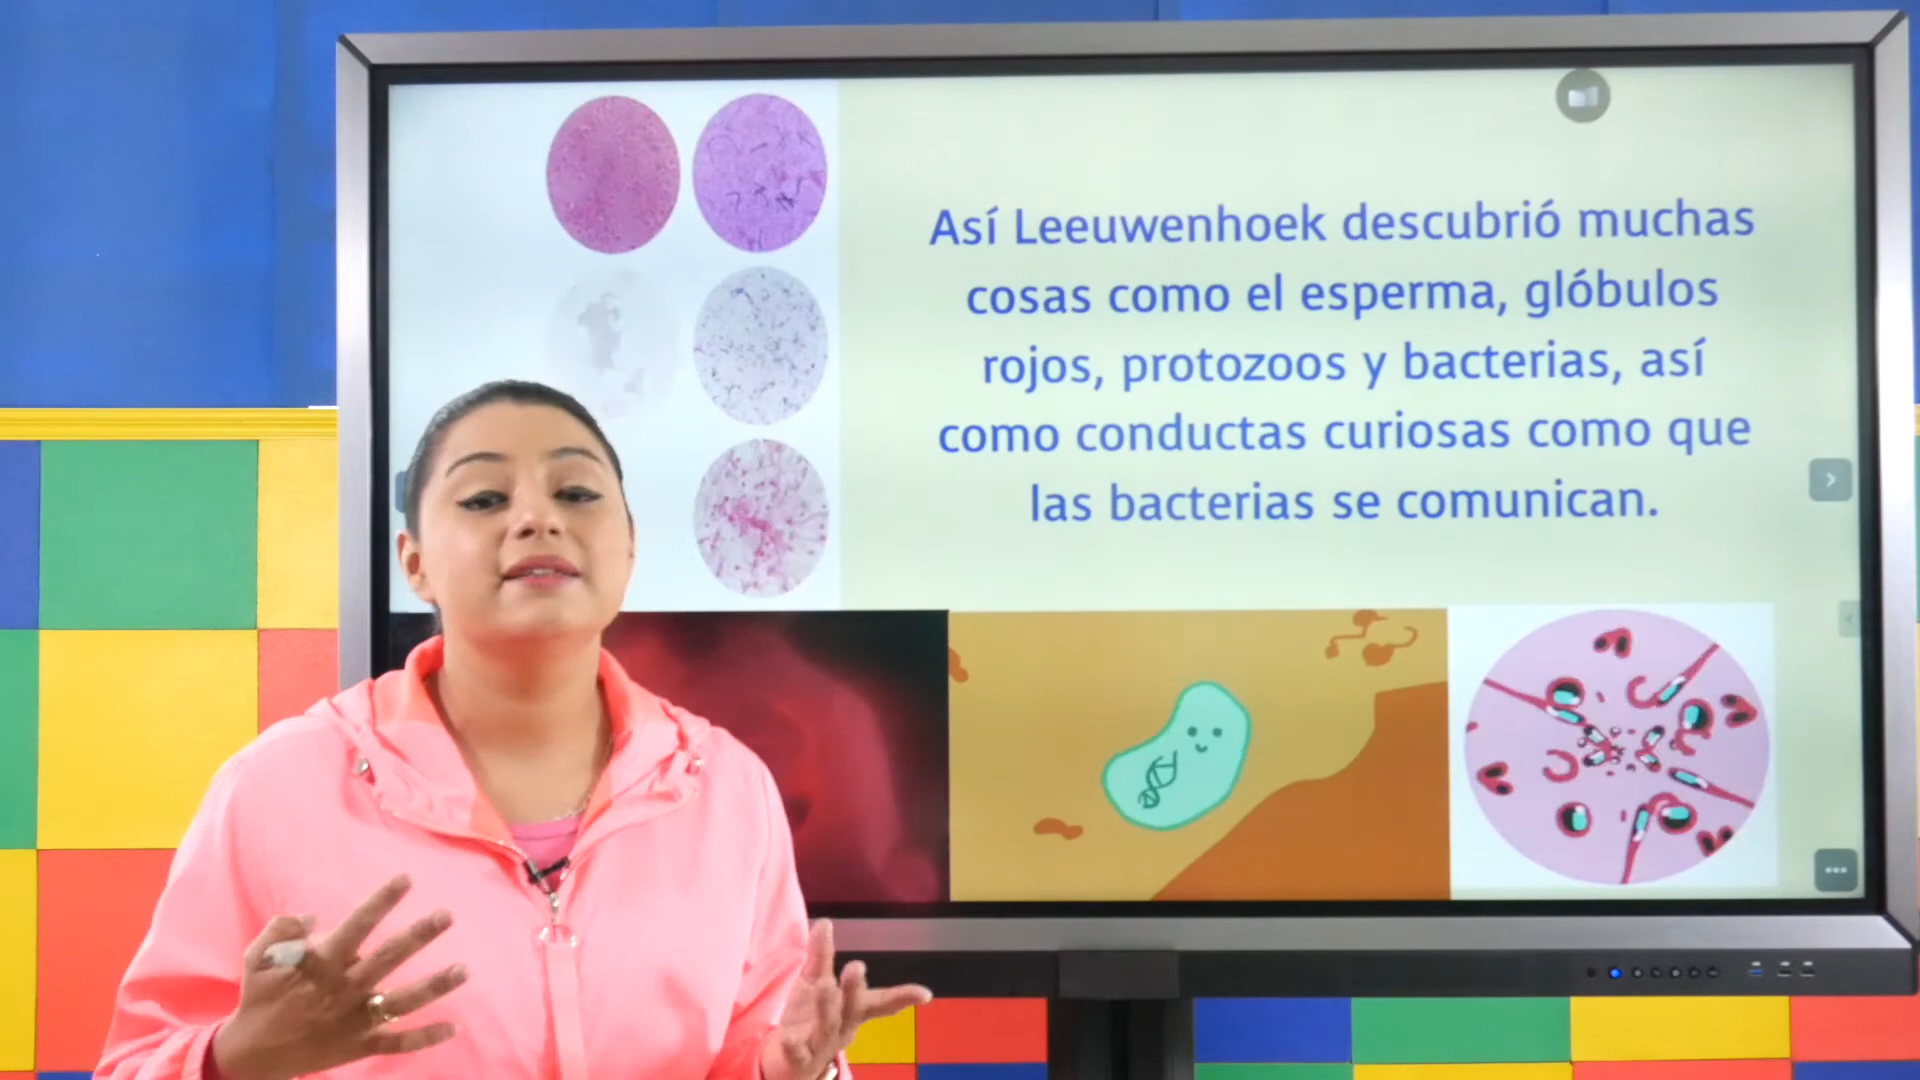 Así Leeuwenhoek descubrió muchas
cosas como el esperma, glóbulos
rojos, protozoos y bacterias, así
como conductas curiosas como que
las bacterias se comunican.